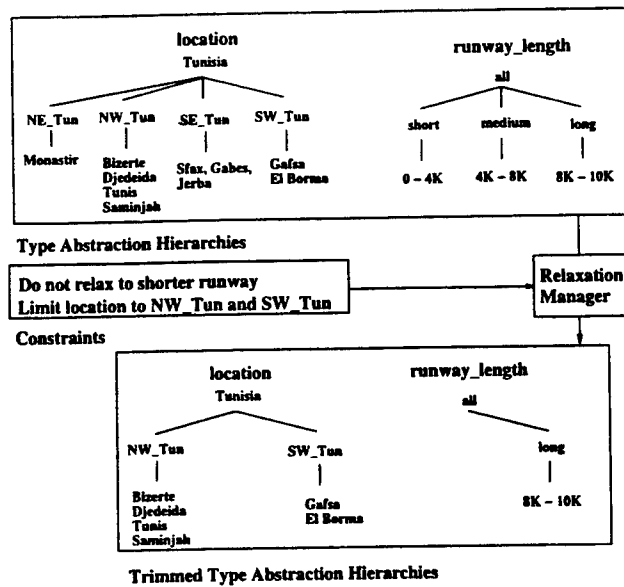 location
Tunisia
runway_length
all
NE_Tun NW_Tun SE_Tun SW_Tun
short medium long
Monastir
Bizerte
Djedeida
Tunis
Saminjah
Sfax, Gabes,
Jerba
Gafsa
El Borma
0 – 4K 4K – 8K 8K – 10K
Type Abstraction Hierarchies
Do not relax to shorter runway
Limit location to NW_Tun and SW_Tun
Relaxation
Manager
Constraints
location
Tunisia
runway_length
all
NW_Tun SW_Tun
long
Bizerte
Djedeida
Tunis
Saminjah
Gafsa
El Borma
8K – 10K
Trimmed Type Abstraction Hierarchies